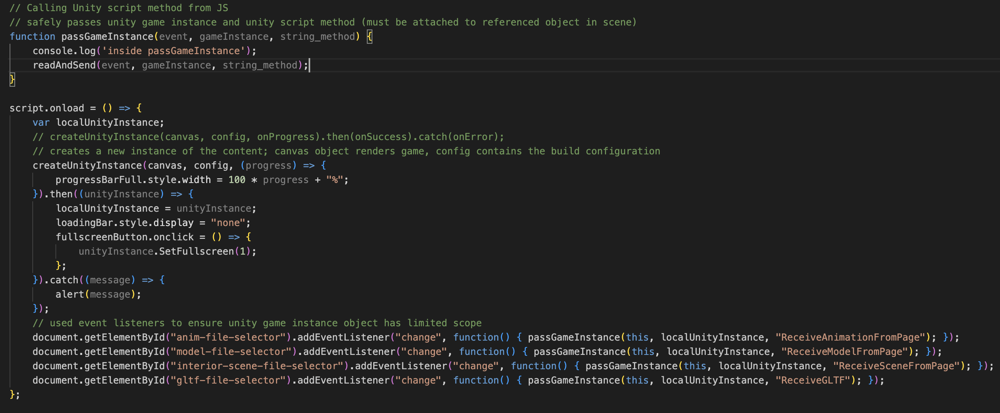 // Calling Unity script method from JS
// safely passes unity game instance and unity script method (must be attached to referenced object in scene)
function passGameInstance(event, gameInstance, string_method) {
    console.log('inside passGameInstance');
    readAndSend(event, gameInstance, string_method);
}

script.onload = () => {
    var localUnityInstance;
    // createUnityInstance(canvas, config, onProgress).then(onSuccess).catch(onError);
    // creates a new instance of the content; canvas object renders game, config contains the build configuration
    createUnityInstance(canvas, config, (progress) => {
        progressBarFull.style.width = 100 * progress + "%";
    }).then((unityInstance) => {
        localUnityInstance = unityInstance;
        loadingBar.style.display = "none";
        fullscreenButton.onclick = () => {
            unityInstance.SetFullscreen(1);
        };
    }).catch((message) => {
        alert(message);
    });
    // used event listeners to ensure unity game instance object has limited scope
    document.getElementById("anim-file-selector").addEventListener("change", function() { passGameInstance(this, localUnityInstance, "ReceiveAnimationFromPage"); });
    document.getElementById("model-file-selector").addEventListener("change", function() { passGameInstance(this, localUnityInstance, "ReceiveModelFromPage"); });
    document.getElementById("interior-scene-file-selector").addEventListener("change", function() { passGameInstance(this, localUnityInstance, "ReceiveSceneFromPage"); });
    document.getElementById("gltf-file-selector").addEventListener("change", function() { passGameInstance(this, localUnityInstance, "ReceiveGLTF"); });
};